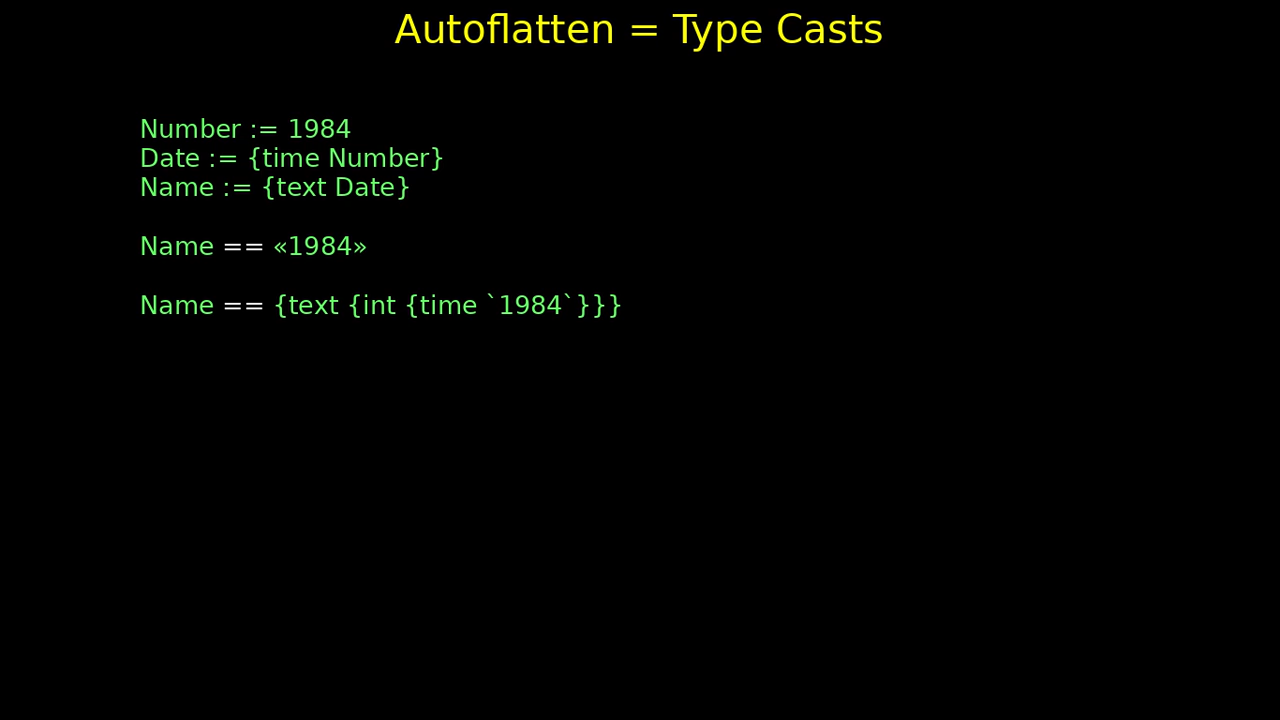 Autoflatten = Type Casts
Number := 1984
Date := {time Number}
Name := {text Date}
Name == «1984»
Name == {text {int {time `1984`}}}